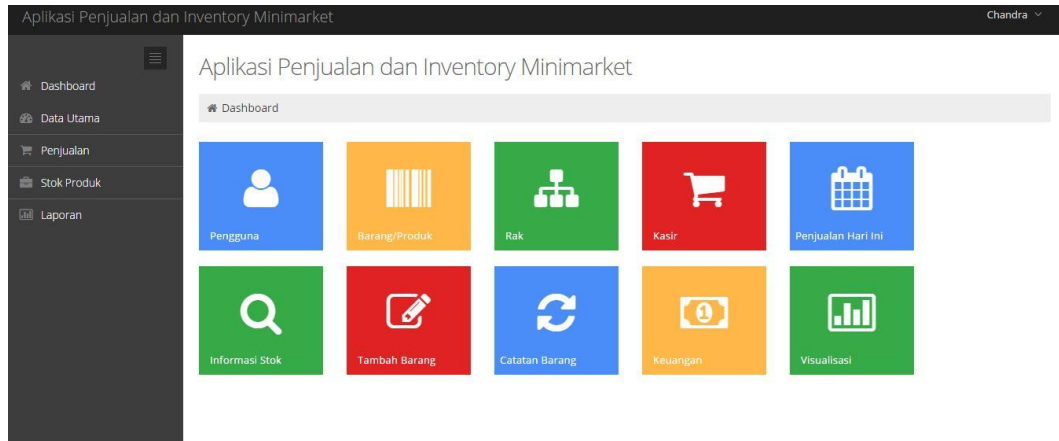 Aplikasi Penjualan dan Inventory Minimarket
Chandra
Dashboard
Data Utama
Penjualan
Stok Produk
Laporan
Aplikasi Penjualan dan Inventory Minimarket
Dashboard
Pengguna
Barang/Produk
Rak
Kasir
Penjualan Hari Ini
Informasi Stok
Tambah Barang
Catatan Barang
Keuangan
Visualisasi